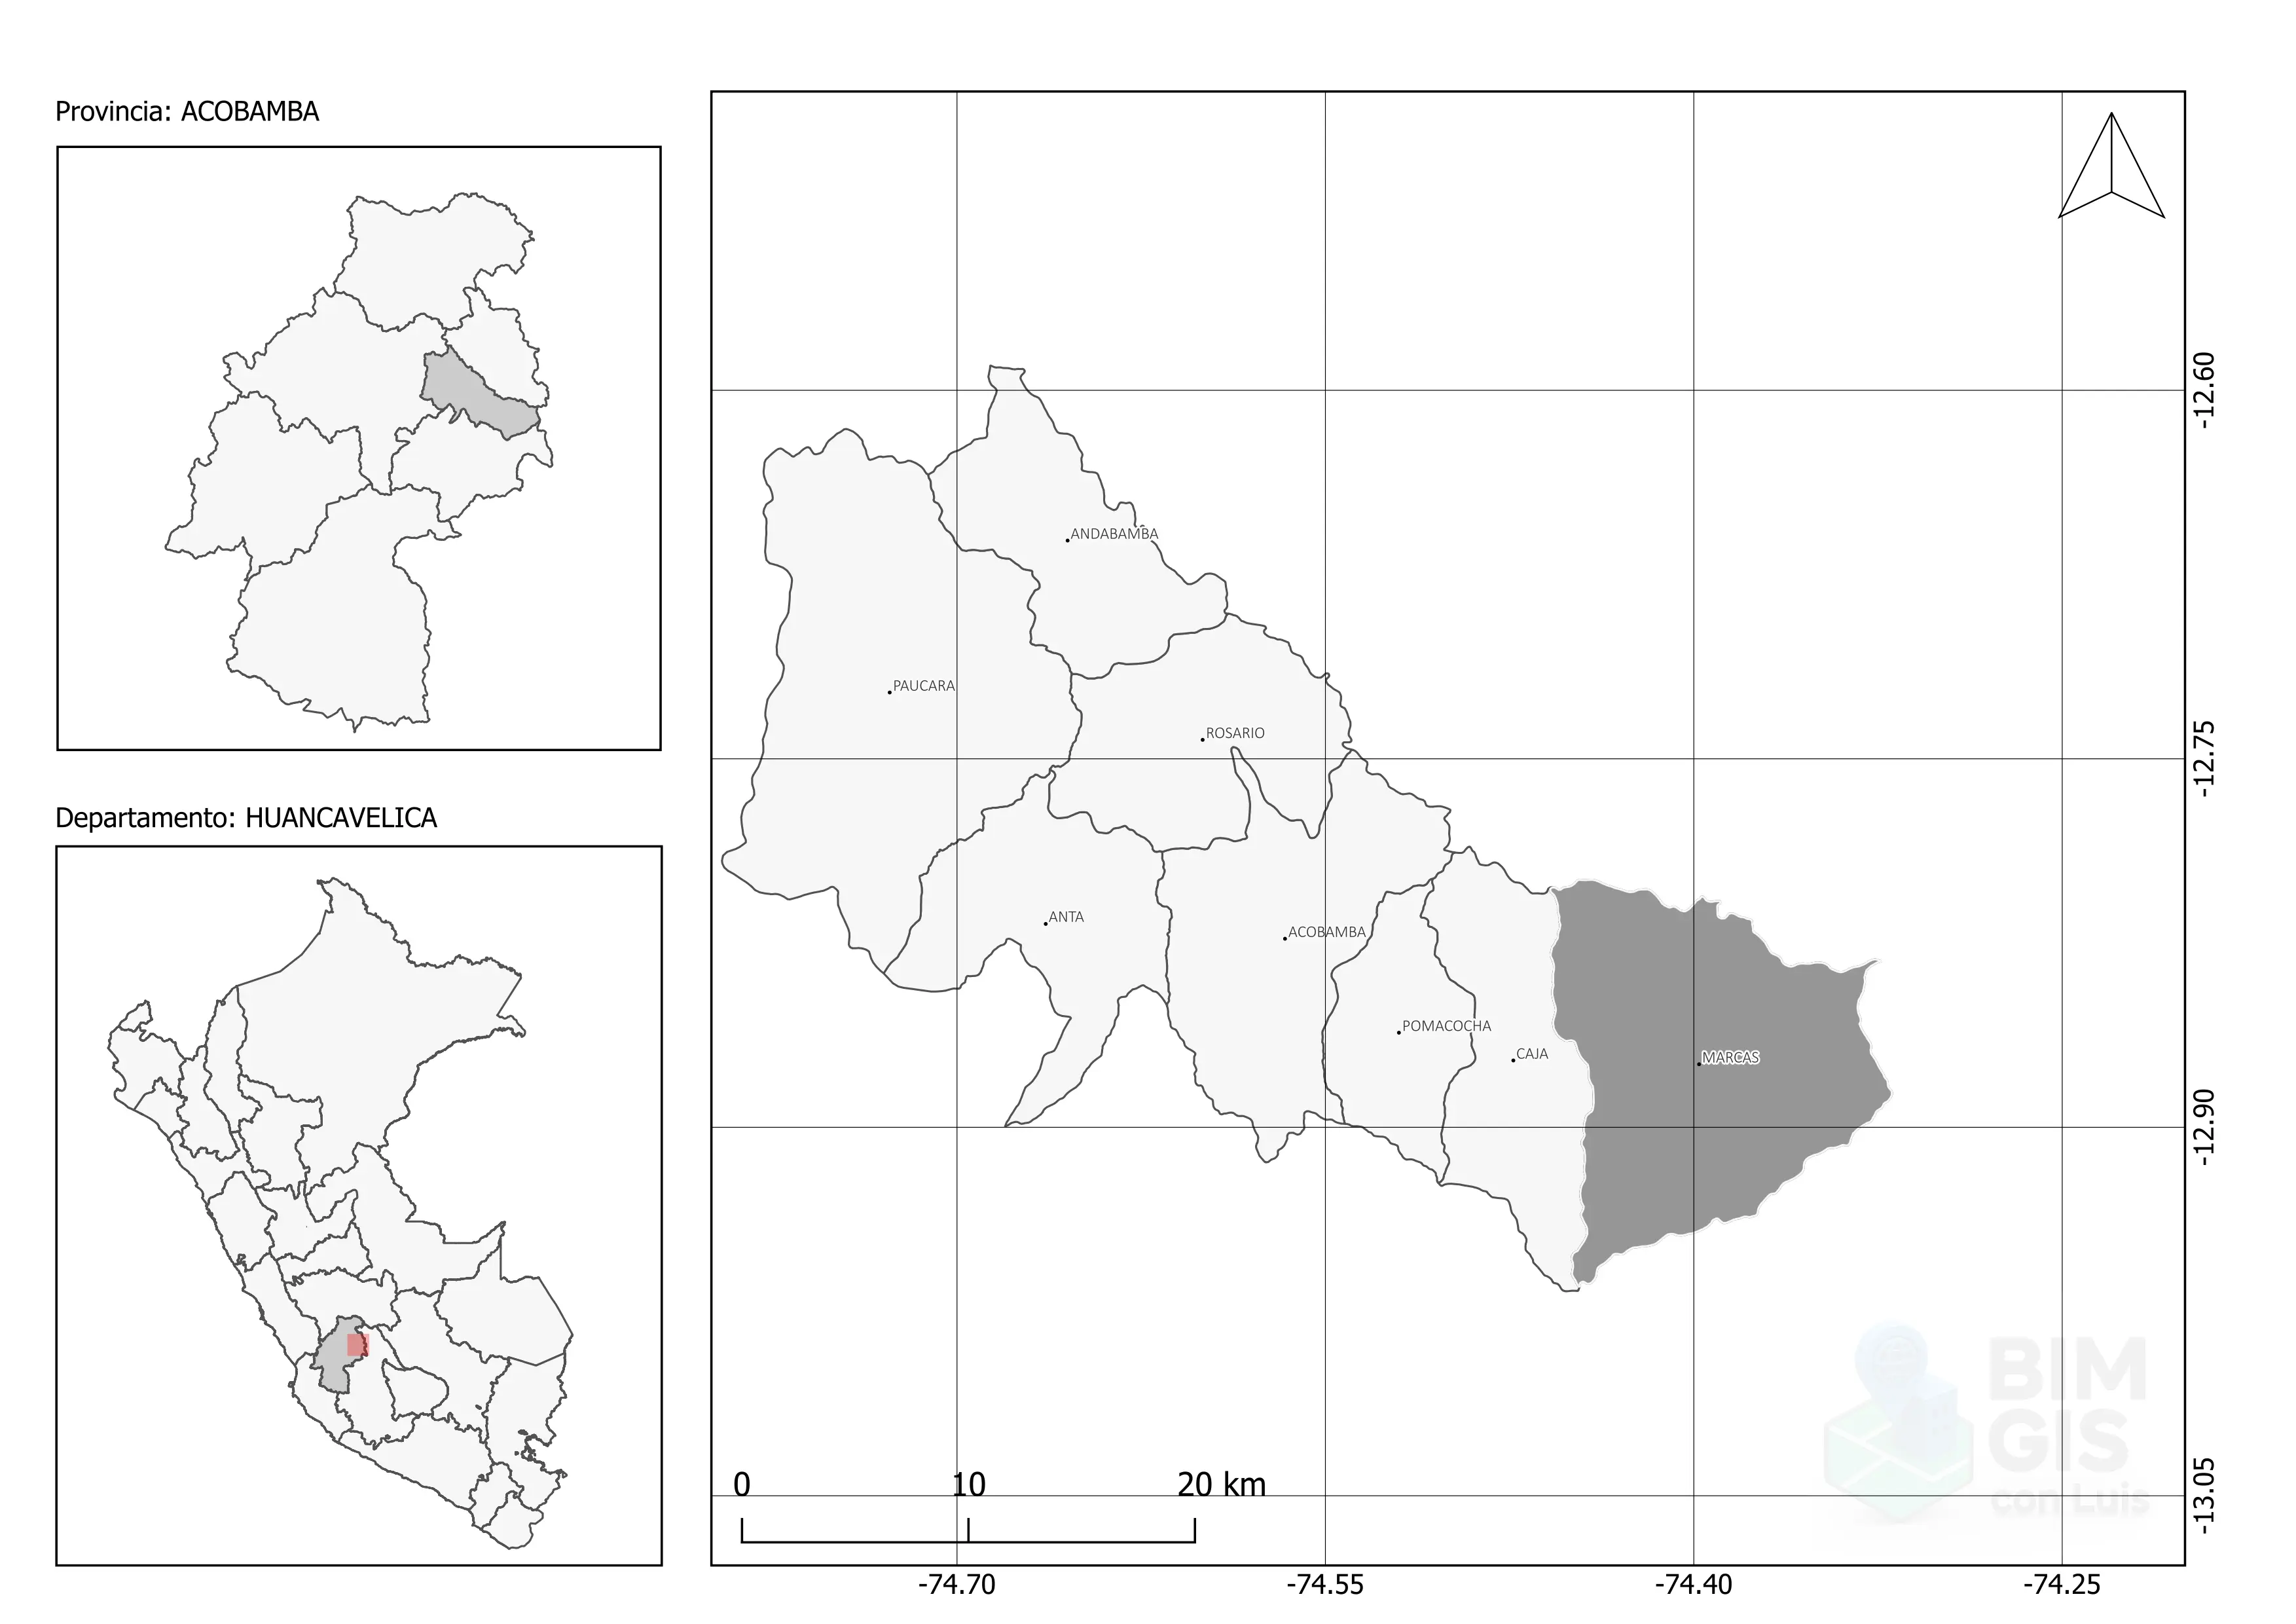 Provincia: ACOBAMBA
Departamento: HUANCAVELICA
ANDABAMBA
PAUCARA
ROSARIO
ANTA
ACOBAMBA
POMACOCHA
CAJA
MARCAS
-12.60
-12.75
-12.90
-13.05
0 10 20 km
-74.70 -74.55 -74.40 -74.25
BIM
GIS
con Luis